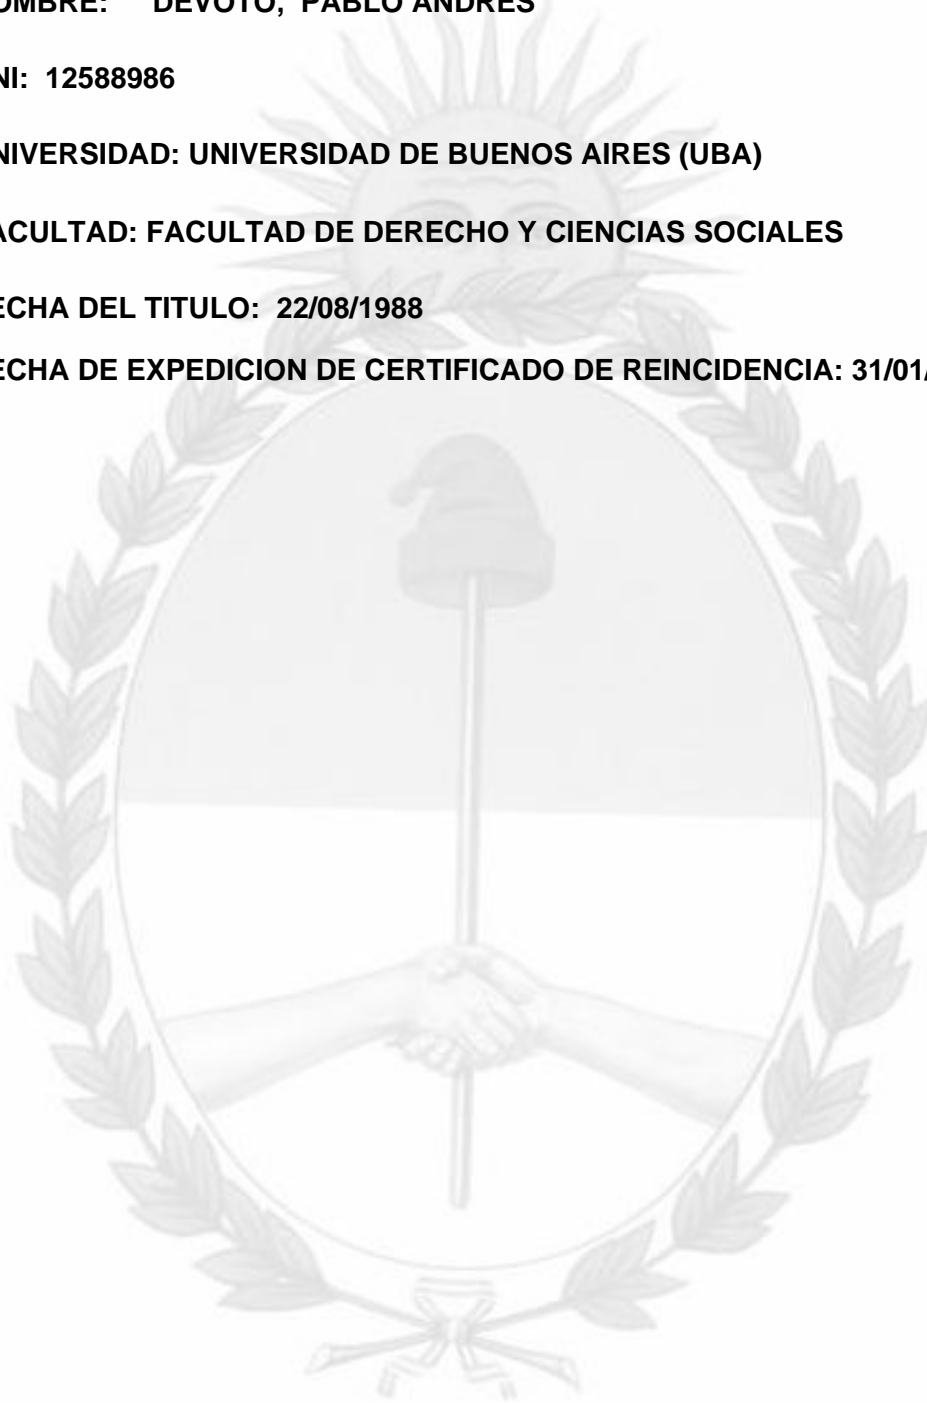 OMBRE: DEVOTO, PABLO ANDRES
NI: 12588986
NIVERSIDAD: UNIVERSIDAD DE BUENOS AIRES (UBA)
ACULTAD: FACULTAD DE DERECHO Y CIENCIAS SOCIALES
ECHA DEL TITULO: 22/08/1988
ECHA DE EXPEDICION DE CERTIFICADO DE REINCIDENCIA: 31/01/